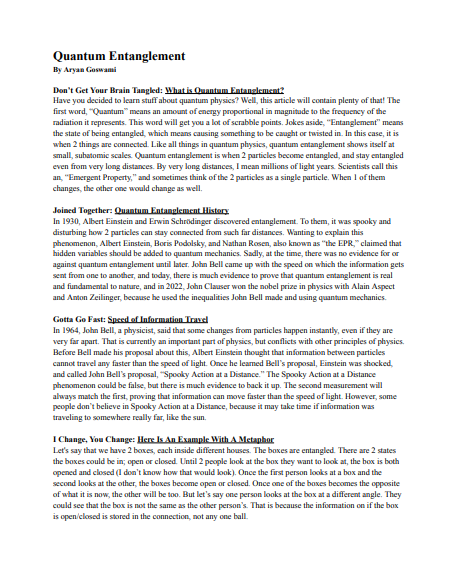 Quantum Entanglement
By Aryan Goswami
Don't Get Your Brain Tangled: What is Quantum Entanglement?
Have you decided to learn stuff about quantum physics? Well, this article will contain plenty of that! The
first word, “Quantum” means an amount of energy proportional in magnitude to the frequency of the
radiation it represents. This word will get you a lot of scrabble points. Jokes aside, “Entanglement” means
the state of being entangled, which means causing something to be caught or twisted in. In this case, it is
when 2 things are connected. Like all things in quantum physics, quantum entanglement shows itself at
small, subatomic scales. Quantum entanglement is when 2 particles become entangled, and stay entangled
even from very long distances. By very long distances, I mean millions of light years. Scientists call this
an, “Emergent Property,” and sometimes think of the 2 particles as a single particle. When 1 of them
changes, the other one would change as well.
Joined Together: Quantum Entanglement History
In 1930, Albert Einstein and Erwin Schrödinger discovered entanglement. To them, it was spooky and
disturbing how 2 particles can stay connected from such far distances. Wanting to explain this
phenomenon, Albert Einstein, Boris Podolsky, and Nathan Rosen, also known as “the EPR,” claimed that
hidden variables should be added to quantum mechanics. Sadly, at the time, there was no evidence for or
against quantum entanglement until later. John Bell came up with the speed on which the information gets
sent from one to another, and today, there is much evidence to prove that quantum entanglement is real
and fundamental to nature, and in 2022, John Clauser won the nobel prize in physics with Alain Aspect
and Anton Zeilinger, because he used the inequalities John Bell made and using quantum mechanics.
Gotta Go Fast: Speed of Information Travel
In 1964, John Bell, a physicist, said that some changes from particles happen instantly, even if they are
very far apart. That is currently an important part of physics, but conflicts with other principles of physics.
Before Bell made his proposal about this, Albert Einstein thought that information between particles
cannot travel any faster than the speed of light. Once he learned Bell's proposal, Einstein was shocked,
and called John Bell's proposal, “Spooky Action at a Distance.” The Spooky Action at a Distance
phenomenon could be false, but there is much evidence to back it up. The second measurement will
always match the first, proving that information can move faster than the speed of light. However, some
people don't believe in Spooky Action at a Distance, because it may take time if information was
traveling to somewhere really far, like the sun.
I Change, You Change: Here Is An Example With A Metaphor
Let's say that we have 2 boxes, each inside different houses. The boxes are entangled. There are 2 states
the boxes could be in; open or closed. Until 2 people look at the box they want to look at, the box is both
opened and closed (I don't know how that would look). Once the first person looks at a box and the
second looks at the other, the boxes become open or closed. Once one of the boxes becomes the opposite
of what it is now, the other will be too. But let's say one person looks at the box at a different angle. They
could see that the box is not the same as the other person's. That is because the information on if the box
is open/closed is stored in the connection, not any one ball.